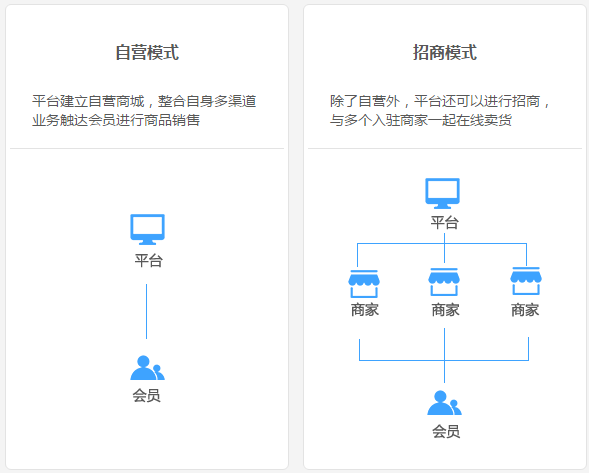 自营模式
平台建立自营商城，整合自身多渠道
业务触达会员进行商品销售
平台
会员
招商模式
除了自营外，平台还可以进行招商，
与多个入驻商家一起在线卖货
平台
商家 商家 商家
会员